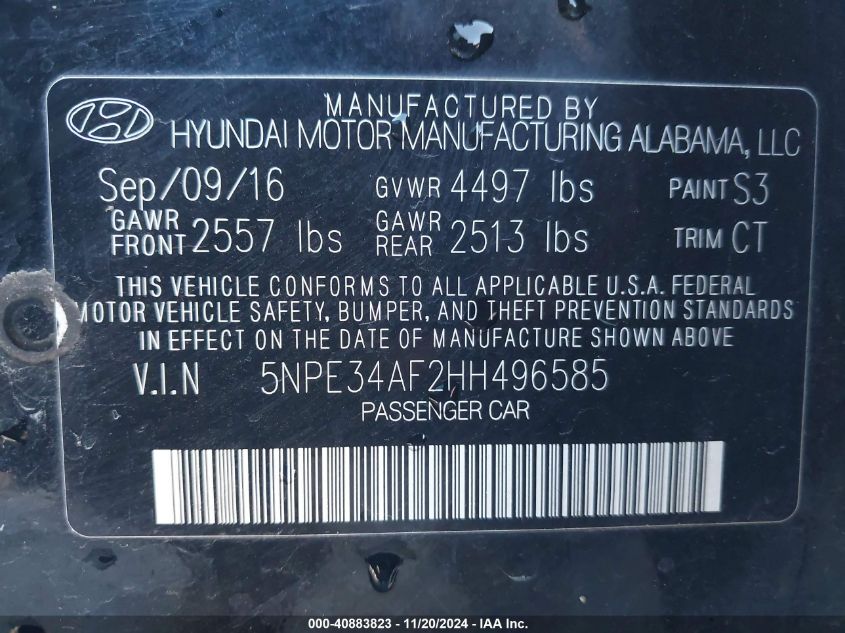 MANUFACTURED BY
HYUNDAI MOTOR MANUFACTURING ALABAMA, LLC
Sep/09/16 GVWR 4497 lbs PAINT S3
GAWR FRONT 2557 lbs GAWR REAR 2513 lbs TRIM CT
THIS VEHICLE CONFORMS TO ALL APPLICABLE U.S.A. FEDERAL
MOTOR VEHICLE SAFETY, BUMPER, AND THEFT PREVENTION STANDARDS
IN EFFECT ON THE DATE OF MANUFACTURE SHOWN ABOVE
V.I.N 5NPE34AF2HH496585
PASSENGER CAR
000-40883823 - 11/20/2024 - IAA Inc.